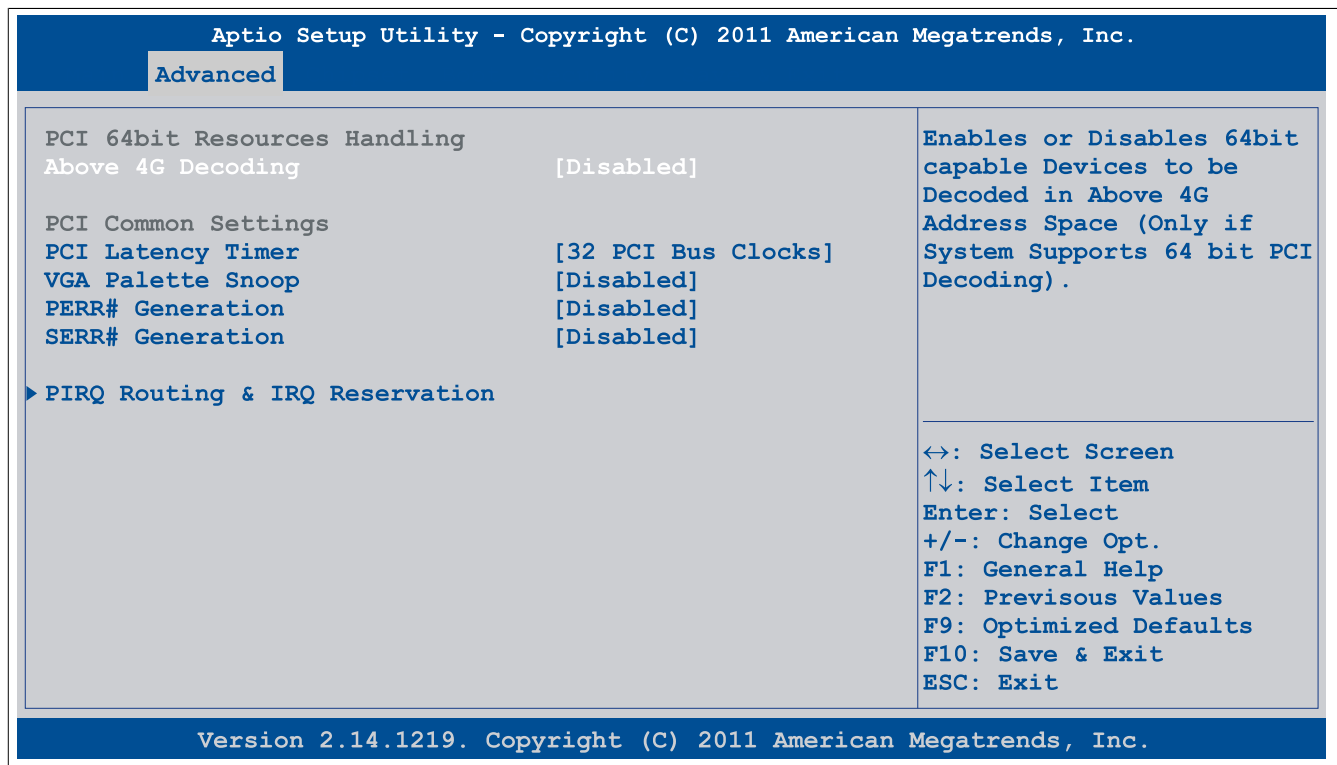 Aptio Setup Utility - Copyright (C) 2011 American Megatrends, Inc.
Advanced
PCI 64bit Resources Handling
Above 4G Decoding [Disabled]
PCI Common Settings
PCI Latency Timer [32 PCI Bus Clocks]
VGA Palette Snoop [Disabled]
PERR# Generation [Disabled]
SERR# Generation [Disabled]
▶ PIRQ Routing & IRQ Reservation
Enables or Disables 64bit
capable Devices to be
Decoded in Above 4G
Address Space (Only if
System Supports 64 bit PCI
Decoding).
↔: Select Screen
↑↓: Select Item
Enter: Select
+/-: Change Opt.
F1: General Help
F2: Previsous Values
F9: Optimized Defaults
F10: Save & Exit
ESC: Exit
Version 2.14.1219. Copyright (C) 2011 American Megatrends, Inc.